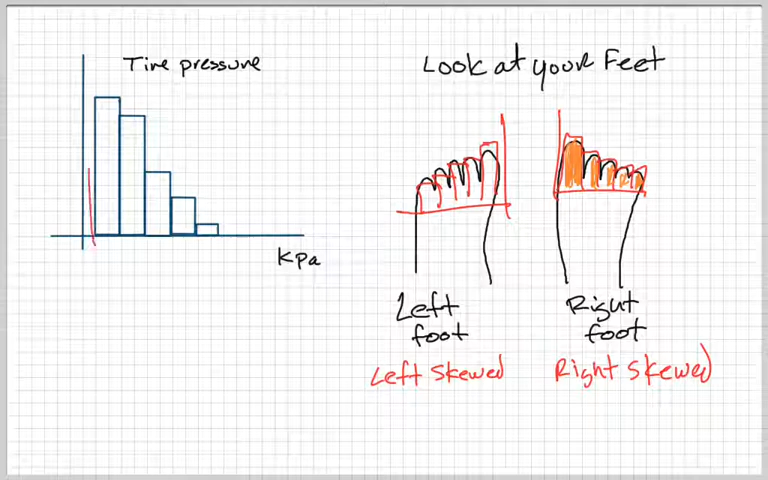 Tire pressure
Look at your Feet
Kpa
Left
foot
Right
foot
Left Skewed
Right Skewed